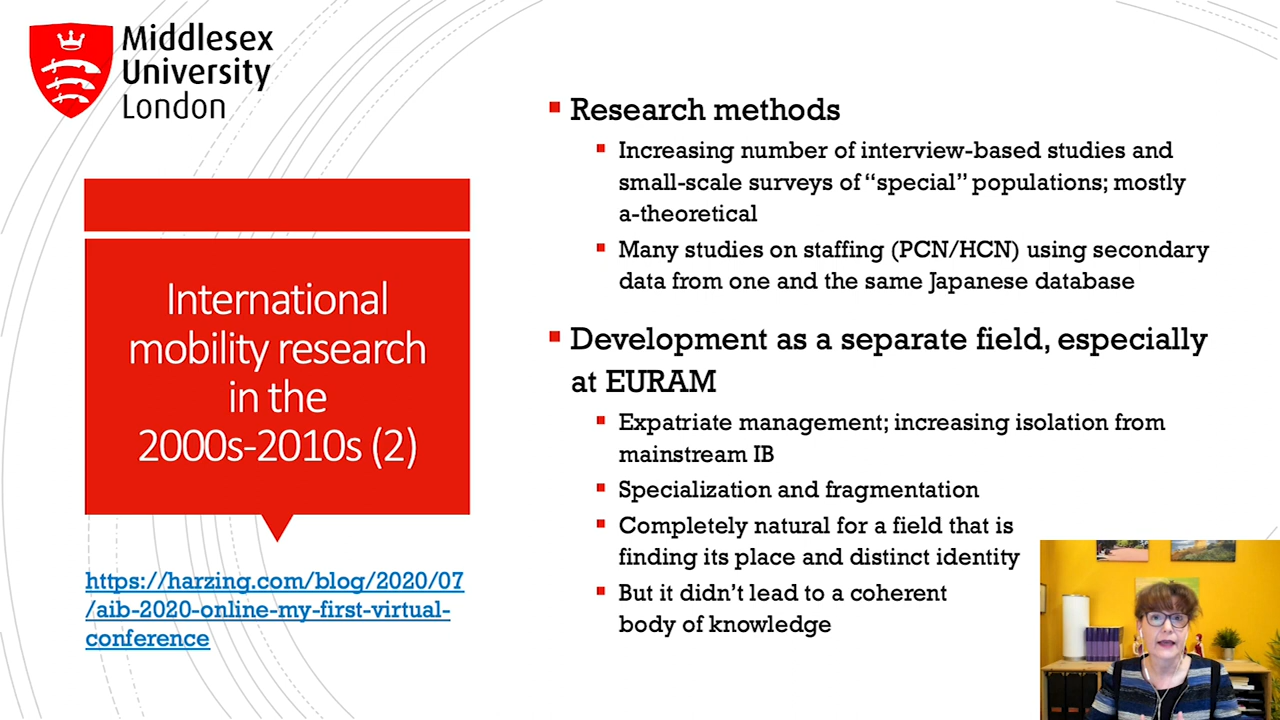 Middlesex
University
London
International
mobility research
in the
2000s-2010s (2)
https://harzing.com/blog/2020/07
/aib-2020-online-my-first-virtual-
conference
Research methods
Increasing number of interview-based studies and
small-scale surveys of “special” populations; mostly
a-theoretical
Many studies on staffing (PCN/HCN) using secondary
data from one and the same Japanese database
Development as a separate field, especially
at EURAM
Expatriate management; increasing isolation from
mainstream IB
Specialization and fragmentation
Completely natural for a field that is
finding its place and distinct identity
But it didn’t lead to a coherent
body of knowledge